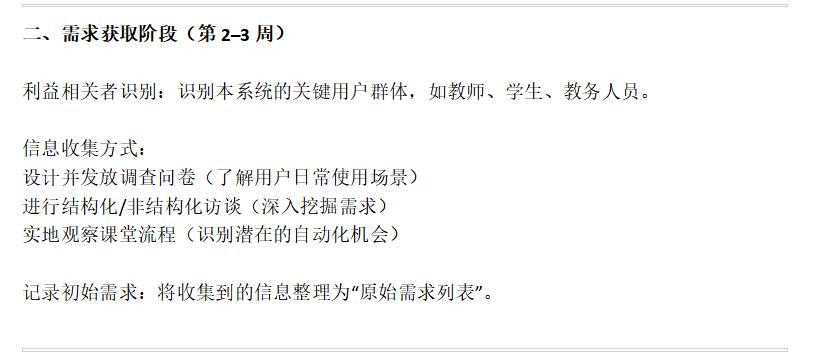 二、需求获取阶段（第 2–3 周）
利益相关者识别：识别本系统的关键用户群体，如教师、学生、教务人员。
信息收集方式：
设计并发放调查问卷（了解用户日常使用场景）
进行结构化/非结构化访谈（深入挖掘需求）
实地观察课堂流程（识别潜在的自动化机会）
记录初始需求：将收集到的信息整理为“原始需求列表”。